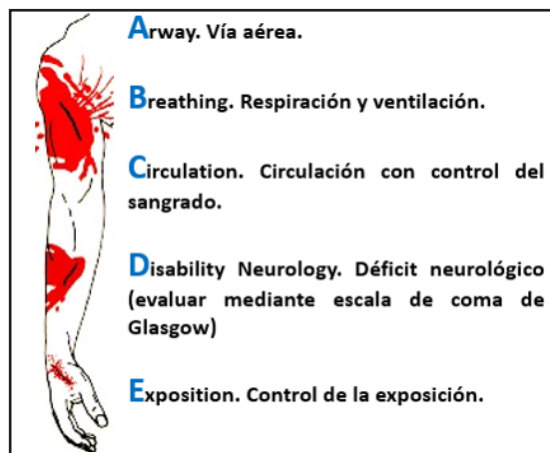 Arway. Vía aérea.
Breathing. Respiración y ventilación.
Circulation. Circulación con control del
sangrado.
Disability Neurology. Déficit neurológico
(evaluar mediante escala de coma de
Glasgow)
Exposition. Control de la exposición.